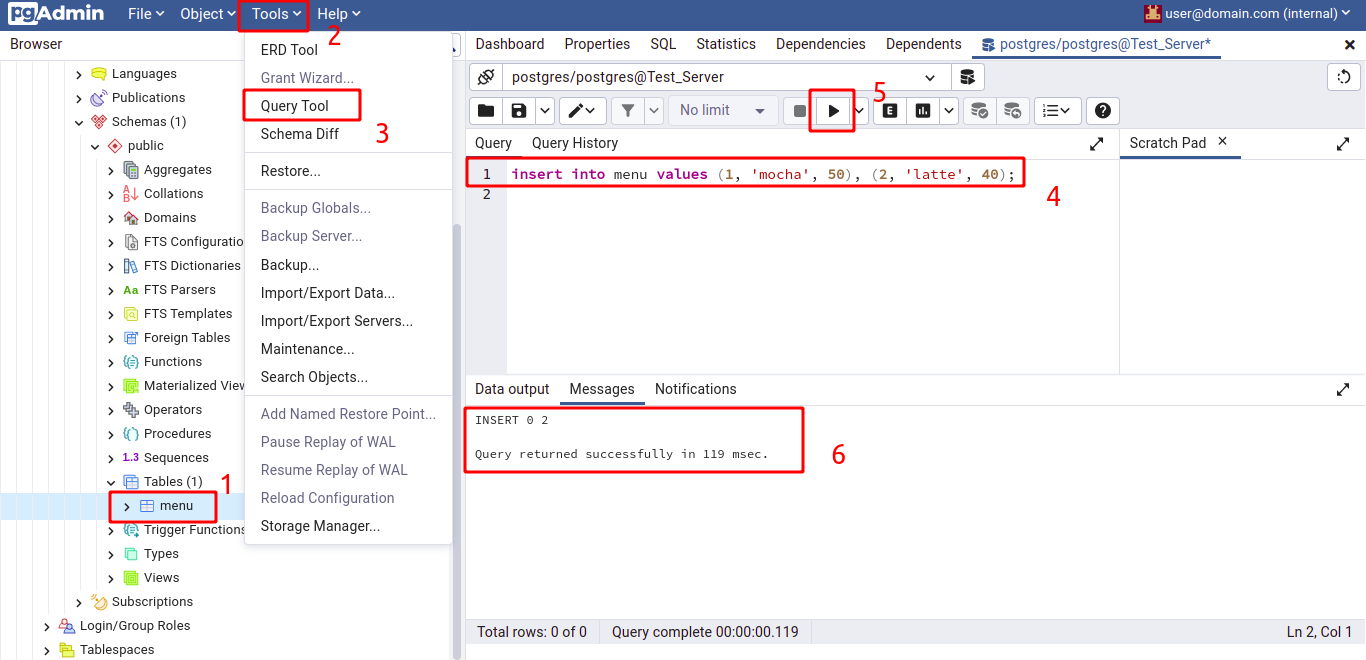 pgAdmin File Object Tools Help user@domain.com (internal)
2
Browser
Languages
Publications
Schemas (1)
public
Aggregates
Collations
Domains
FTS Configuratio
FTS Dictionaries
FTS Parsers
FTS Templates
Foreign Tables
Functions
Materialized View
Operators
Procedures
1.3 Sequences
Tables (1)
1
menu
Trigger Functions
Types
Views
Subscriptions
Login/Group Roles
Tablespaces
ERD Tool
Grant Wizard...
Query Tool
3
Schema Diff
Restore...
Backup Globals...
Backup Server...
Backup...
Import/Export Data...
Import/Export Servers...
Maintenance...
Search Objects...
Add Named Restore Point...
Pause Replay of WAL
Resume Replay of WAL
Reload Configuration
Storage Manager...
Dashboard Properties SQL Statistics Dependencies Dependents postgres/postgres@Test_Server*
postgres/postgres@Test_Server
5
No limit E
Query Query History Scratch Pad
1 insert into menu values (1, 'mocha', 50), (2, 'latte', 40);
2
4
Data output Messages Notifications
INSERT 0 2
Query returned successfully in 119 msec.
6
Total rows: 0 of 0 Query complete 00:00:00.119 Ln 2, Col 1